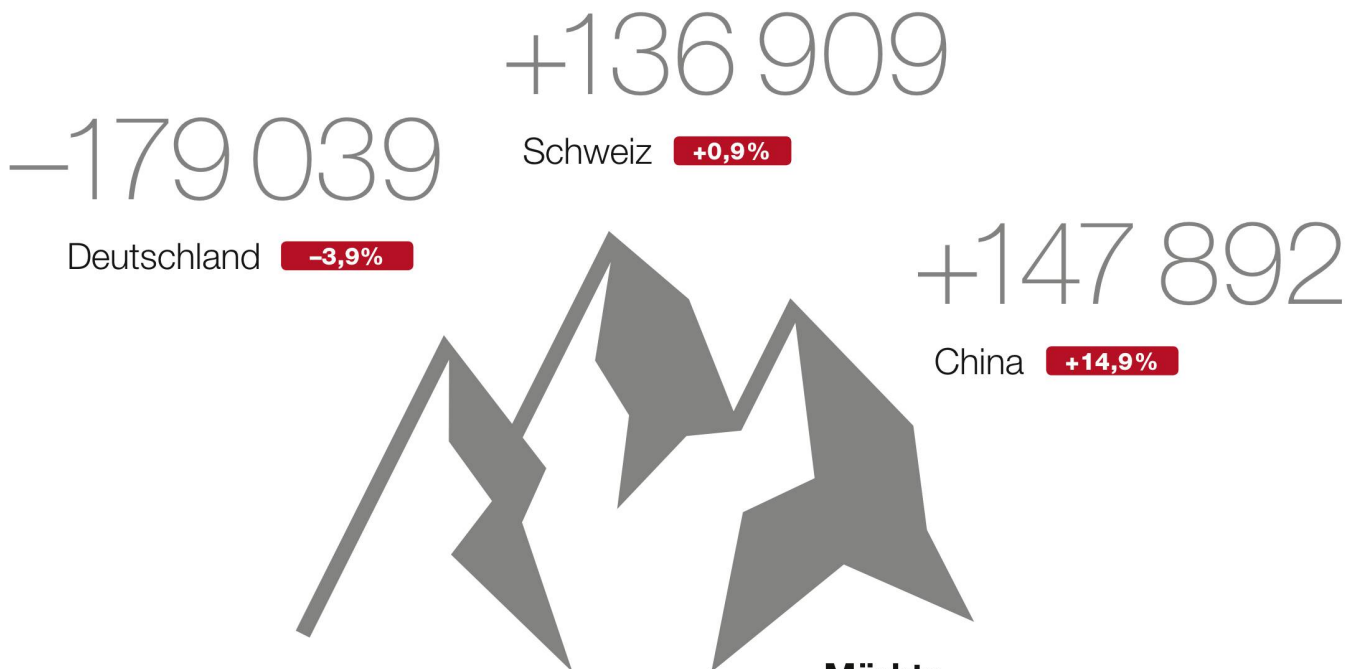 +136 909
Schweiz +0,9%
–179 039
Deutschland –3,9%
+147 892
China +14,9%